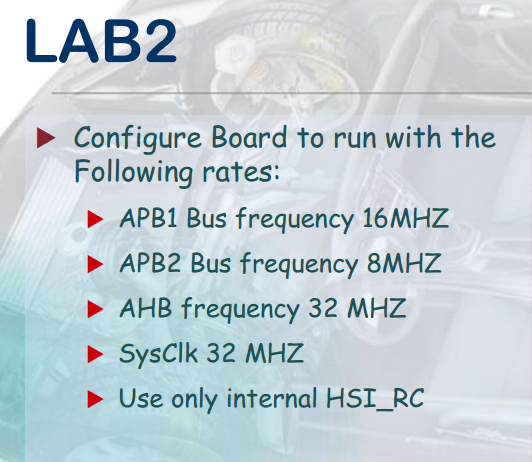 LAB2
Configure Board to run with the
Following rates:
APB1 Bus frequency 16MHZ
APB2 Bus frequency 8MHZ
AHB frequency 32 MHZ
SysClk 32 MHZ
Use only internal HSI_RC